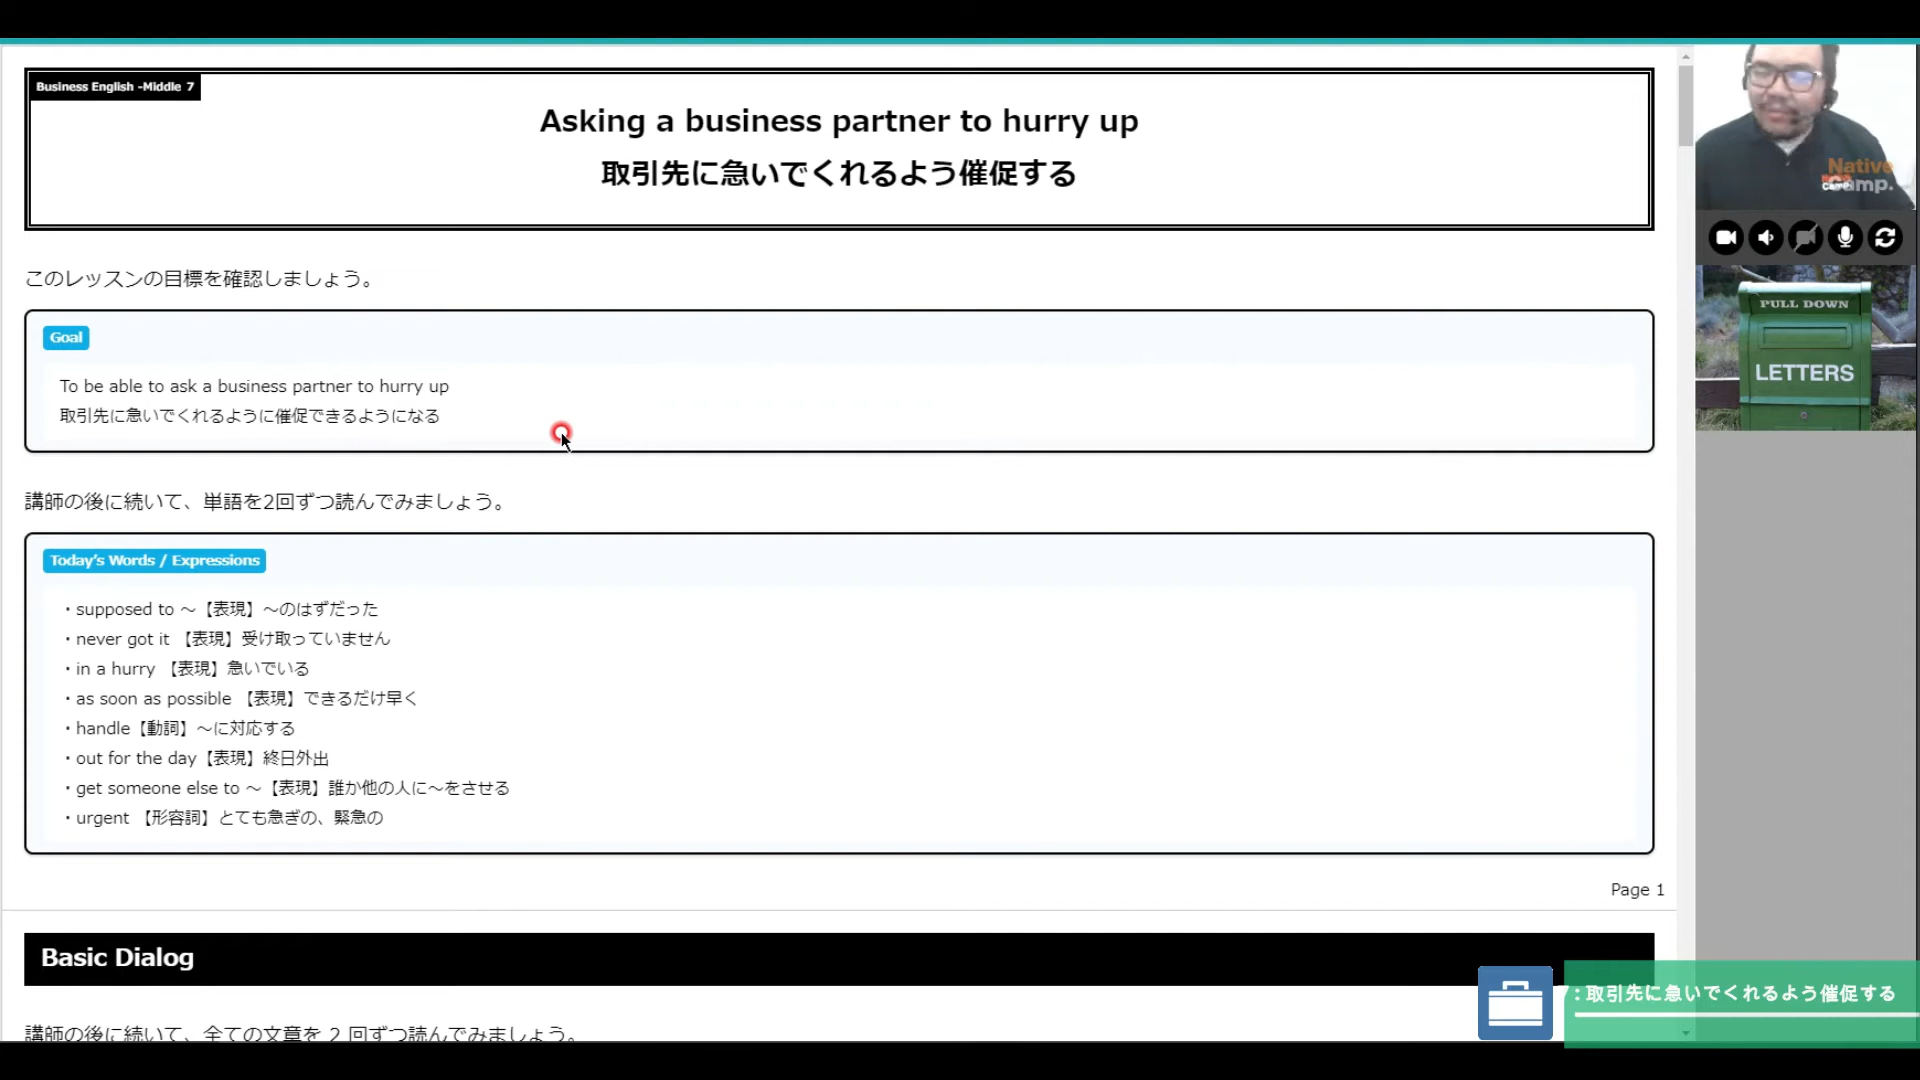 Business English -Middle 7
Asking a business partner to hurry up
取引先に急いでくれるよう催促する
このレッスンの目標を確認しましょう。
Goal
To be able to ask a business partner to hurry up
取引先に急いでくれるように催促できるようになる
講師の後に続いて、単語を2回ずつ読んでみましょう。
Today's Words / Expressions
・supposed to ～【表現】～のはずだった
・never got it 【表現】受け取っていません
・in a hurry 【表現】急いでいる
・as soon as possible 【表現】できるだけ早く
・handle【動詞】～に対応する
・out for the day【表現】終日外出
・get someone else to ～【表現】誰か他の人に～をさせる
・urgent 【形容詞】とても急ぎの、緊急の
Page 1
Basic Dialog
講師の後に続いて、全ての文章を 2 回ずつ読んでみましょう。
Native
Camp.
PULL DOWN
LETTERS
7：取引先に急いでくれるよう催促する